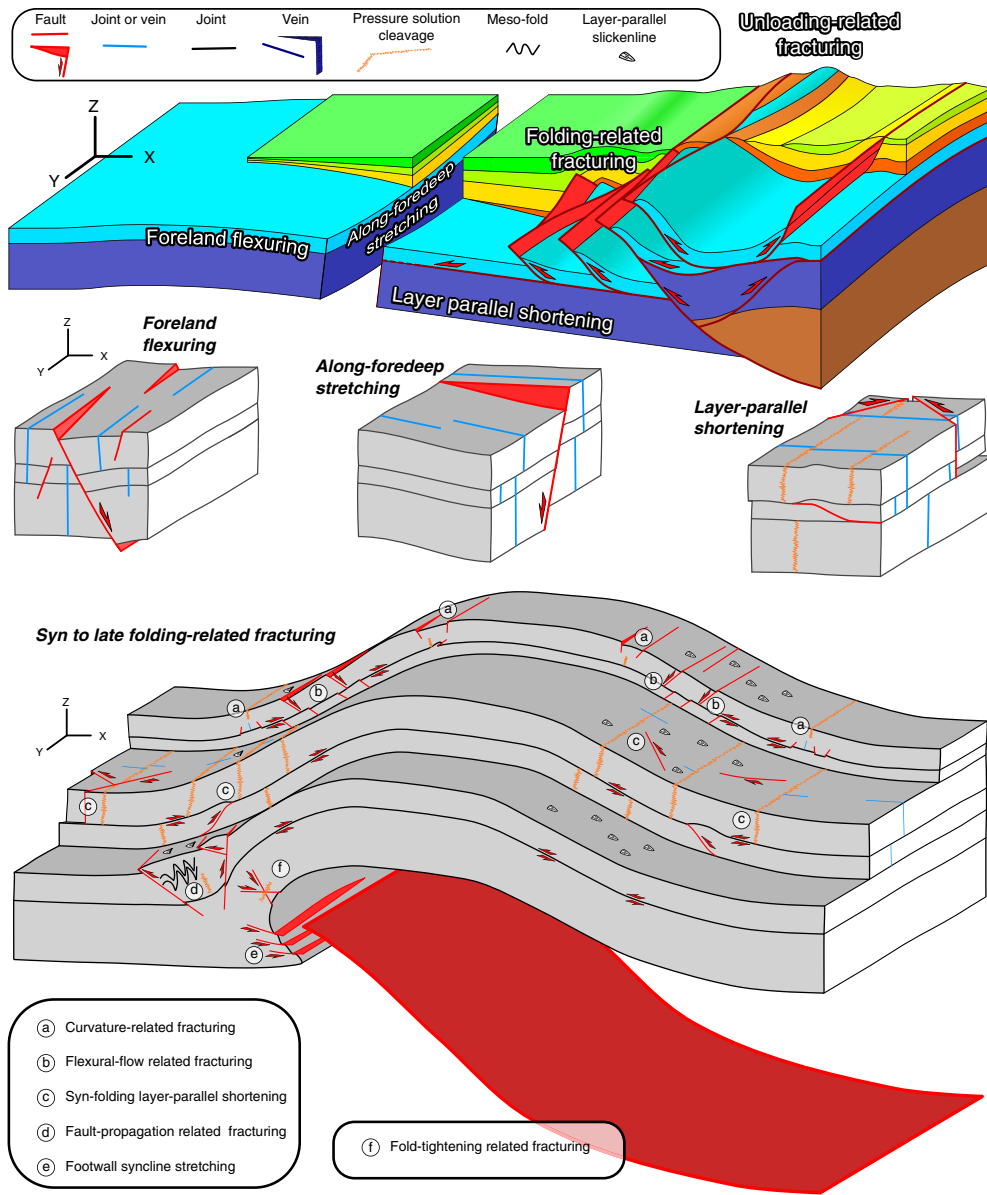 Fault
Joint or vein
Joint
Vein
Pressure solution
cleavage
Meso-fold
Layer-parallel
slickenline
Unloading-related
fracturing
Z
X
Y
Folding-related
fracturing
Foreland flexuring
Along-foredeep
stretching
Layer parallel shortening
Z
X
Y
Foreland
flexuring
Along-foredeep
stretching
Layer-parallel
shortening
Syn to late folding-related fracturing
Z
X
Y
a
a
b
b
a
b
a
c
c
c
c
d
f
e
a Curvature-related fracturing
b Flexural-flow related fracturing
c Syn-folding layer-parallel shortening
d Fault-propagation related fracturing
e Footwall syncline stretching
f Fold-tightening related fracturing